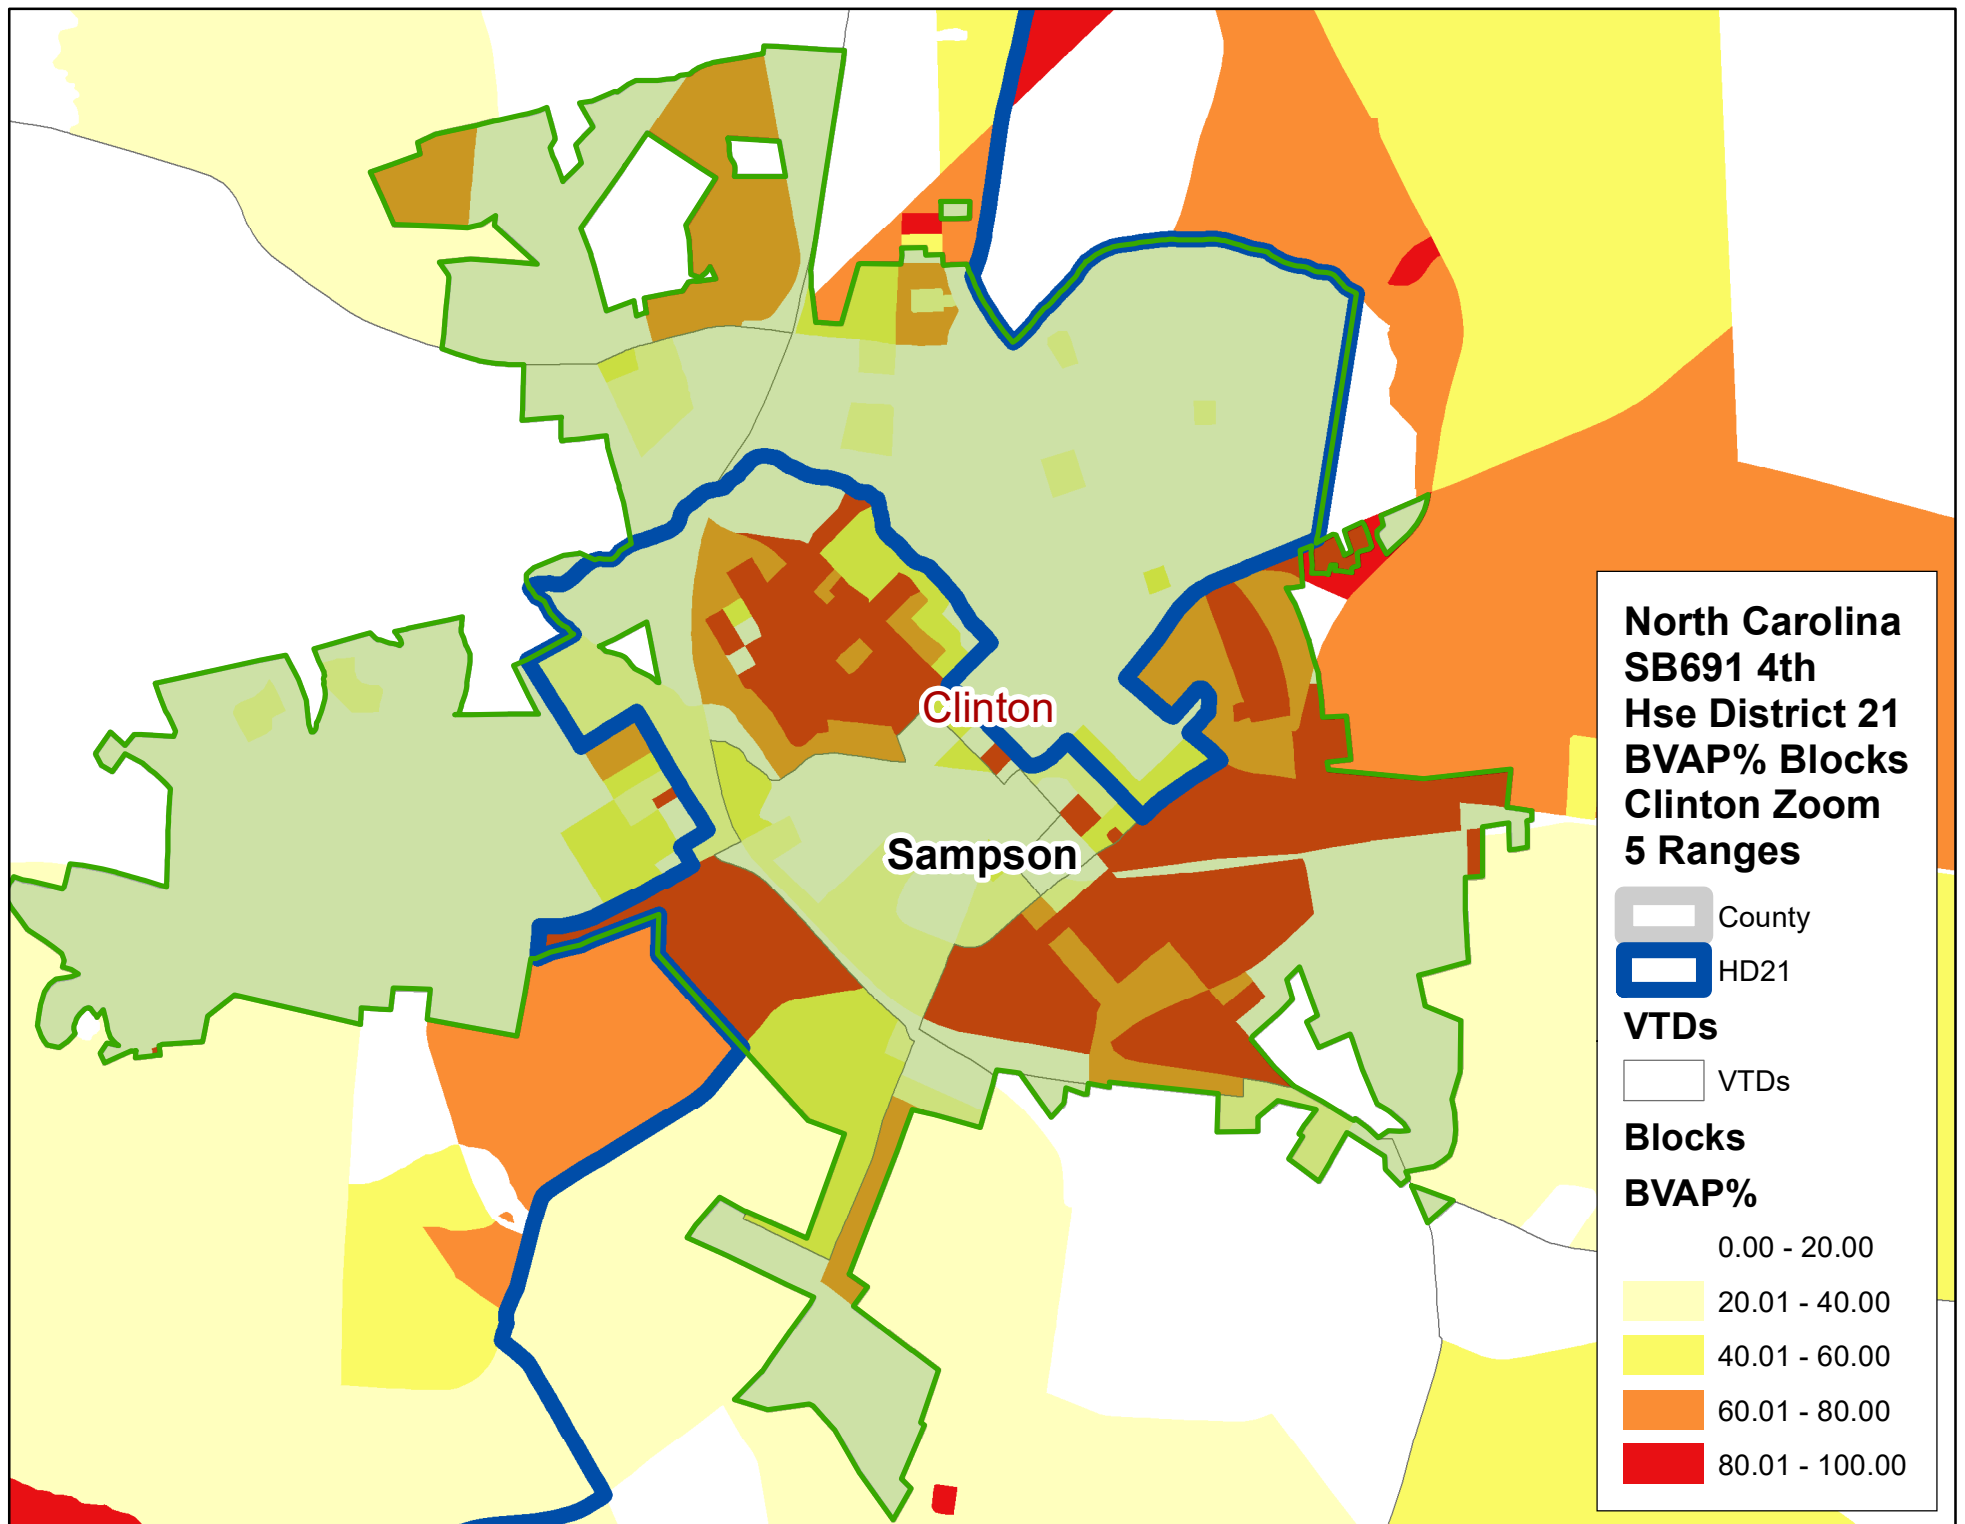 Clinton
Sampson
North Carolina
SB691 4th
Hse District 21
BVAP% Blocks
Clinton Zoom
5 Ranges
County
HD21
VTDs
VTDs
Blocks
BVAP%
0.00 - 20.00
20.01 - 40.00
40.01 - 60.00
60.01 - 80.00
80.01 - 100.00